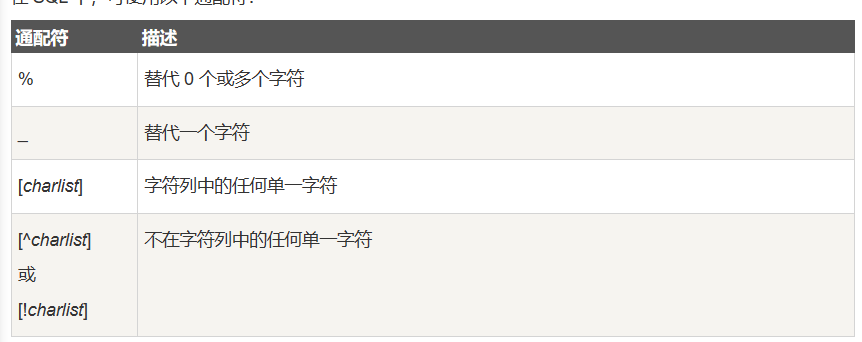 通配符 描述
% 替代 0 个或多个字符
_ 替代一个字符
[charlist] 字符列中的任何单一字符
[^charlist] 不在字符列中的任何单一字符
或
[!charlist]